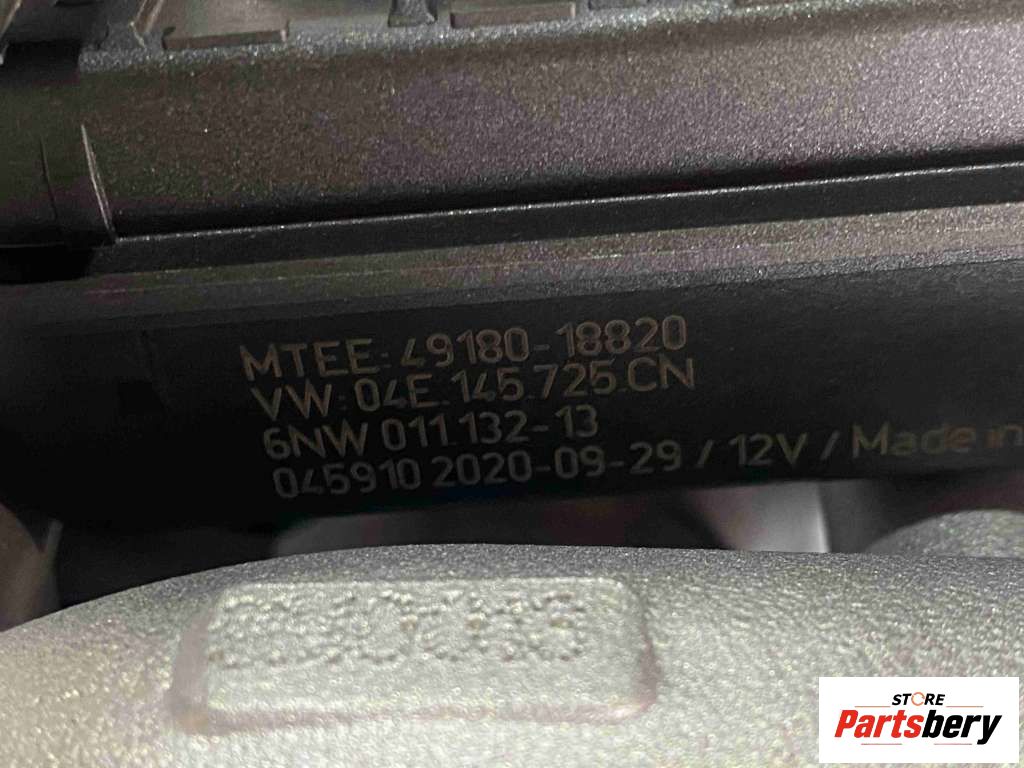 MTEE: 49180-18820
VW: 04E.145.725.CN
6NW 011.132-13
045910 2020-09-29 / 12V / Made in
STORE
Partsbery